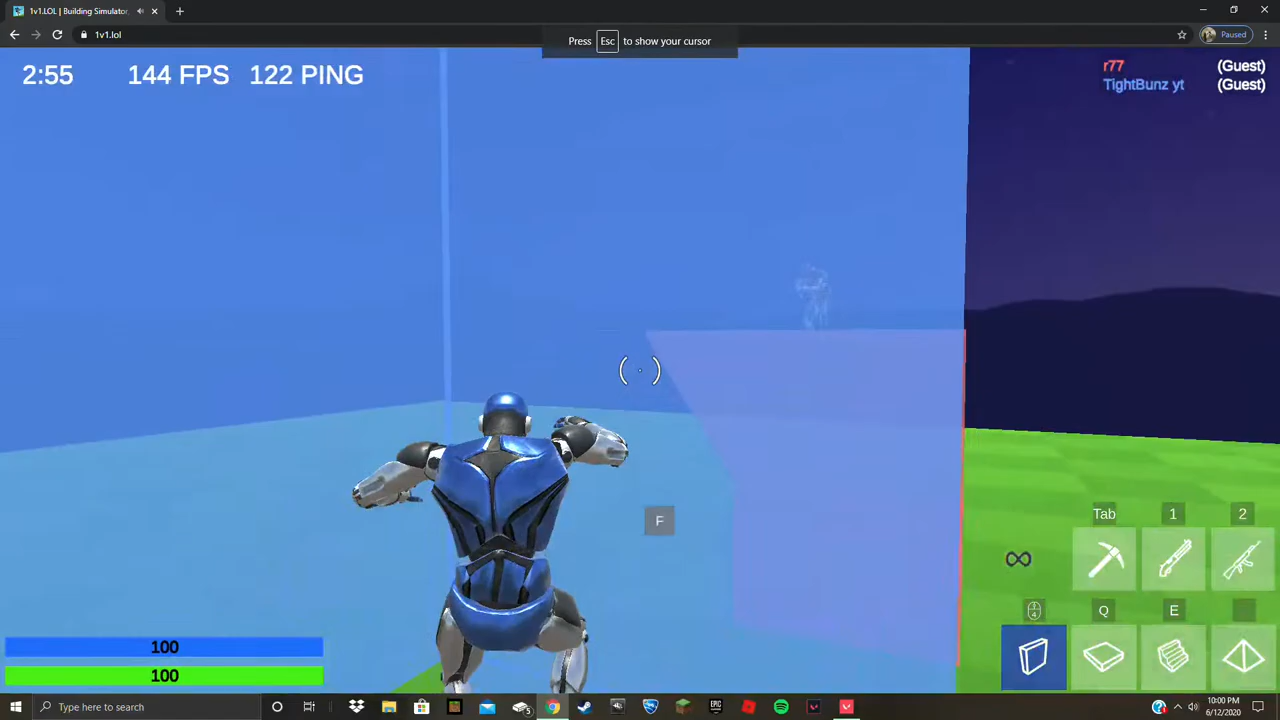 1v1.LOL | Building Simulator,
1v1.lol
Paused
Press Esc to show your cursor
2:55 144 FPS 122 PING
r77 (Guest)
TightBunz yt (Guest)
F
Tab 1 2
4 Q E
100
100
Type here to search
5
10:00 PM
6/12/2020